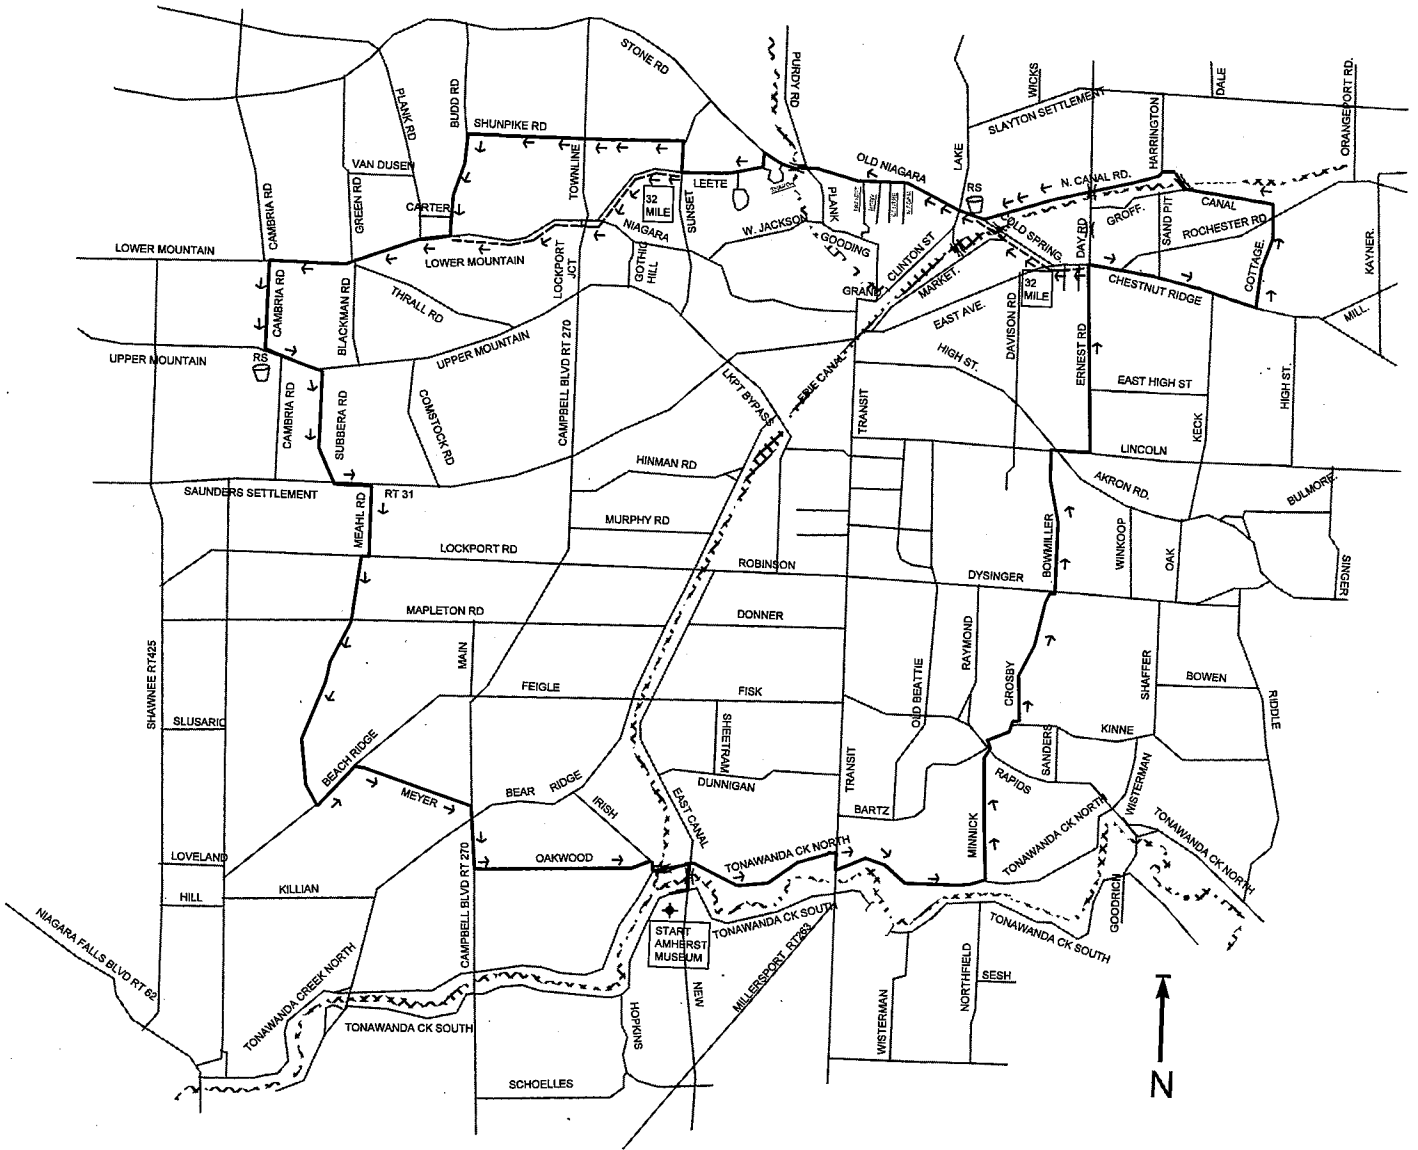 STONE RD
PURDY RD
WICKS
DALE
ORANGEPORT RD.
PLANK RD
BUDD RD
SHUNPIKE RD
SLAYTON SETTLEMENT
HARRINGTON
LAKE
OLD NIAGARA
VAN DUSEN
TOWNLINE
LEETE
RS
N. CANAL RD.
CAMBRIA RD
GREEN RD
CARTER
32
MILE
SUNSET
PLANK
CANAL
NIAGARA
W. JACKSON
GOODING
OLD SPRING.
DAY RD
GROFF.
SAND PIT
ROCHESTER RD
KAYNER.
LOWER MOUNTAIN
LOWER MOUNTAIN
LOCKPORT
JCT
GOTHIC
HILL
CLINTON ST
MARKET.
GRAND
COTTAGE.
CAMBRIA RD
BLACKMAN RD
THRALL RD
32
MILE
CHESTNUT RIDGE
EAST AVE.
DAVISON RD
MILL.
UPPER MOUNTAIN
RS
UPPER MOUNTAIN
CAMPBELL BLVD RT 270
LKPT BYPASS
ERIE CANAL
HIGH ST.
ERNEST RD
EAST HIGH ST
HIGH ST.
CAMBRIA RD
SUBBERA RD
COMSTOCK RD
TRANSIT
KECK
LINCOLN
HINMAN RD
SAUNDERS SETTLEMENT
RT 31
AKRON RD.
BULMORE.
MEAHL RD
MURPHY RD
LOCKPORT RD
ROBINSON
DYSINGER
BOWMILLER
WINKOOP
OAK
SINGER
MAPLETON RD
DONNER
SHAWNEE RT425
MAIN
OLD BEATTIE
RAYMOND
CROSBY
SHAFFER
BOWEN
RIDDLE
FEIGLE
FISK
SLUSARIC
SHEETRAM
KINNE
SANDERS
BEACH RIDGE
TRANSIT
RAPIDS
WISTERMAN
MEYER
BEAR RIDGE
DUNNIGAN
IRISH
EAST CANAL
BARTZ
MINNICK
TONAWANDA CK NORTH
TONAWANDA CK NORTH
LOVELAND
OAKWOOD
TONAWANDA CK NORTH
HILL
KILLIAN
CAMPBELL BLVD RT 270
GOODRICH
NIAGARA FALLS BLVD RT 62
START
AMHERST
MUSEUM
TONAWANDA CK SOUTH
TONAWANDA CK SOUTH
TONAWANDA CREEK NORTH
MILLERSPORT RT263
NORTHFIELD
SESH
NEW
TONAWANDA CK SOUTH
HOPKINS
WISTERMAN
SCHOELLES
N